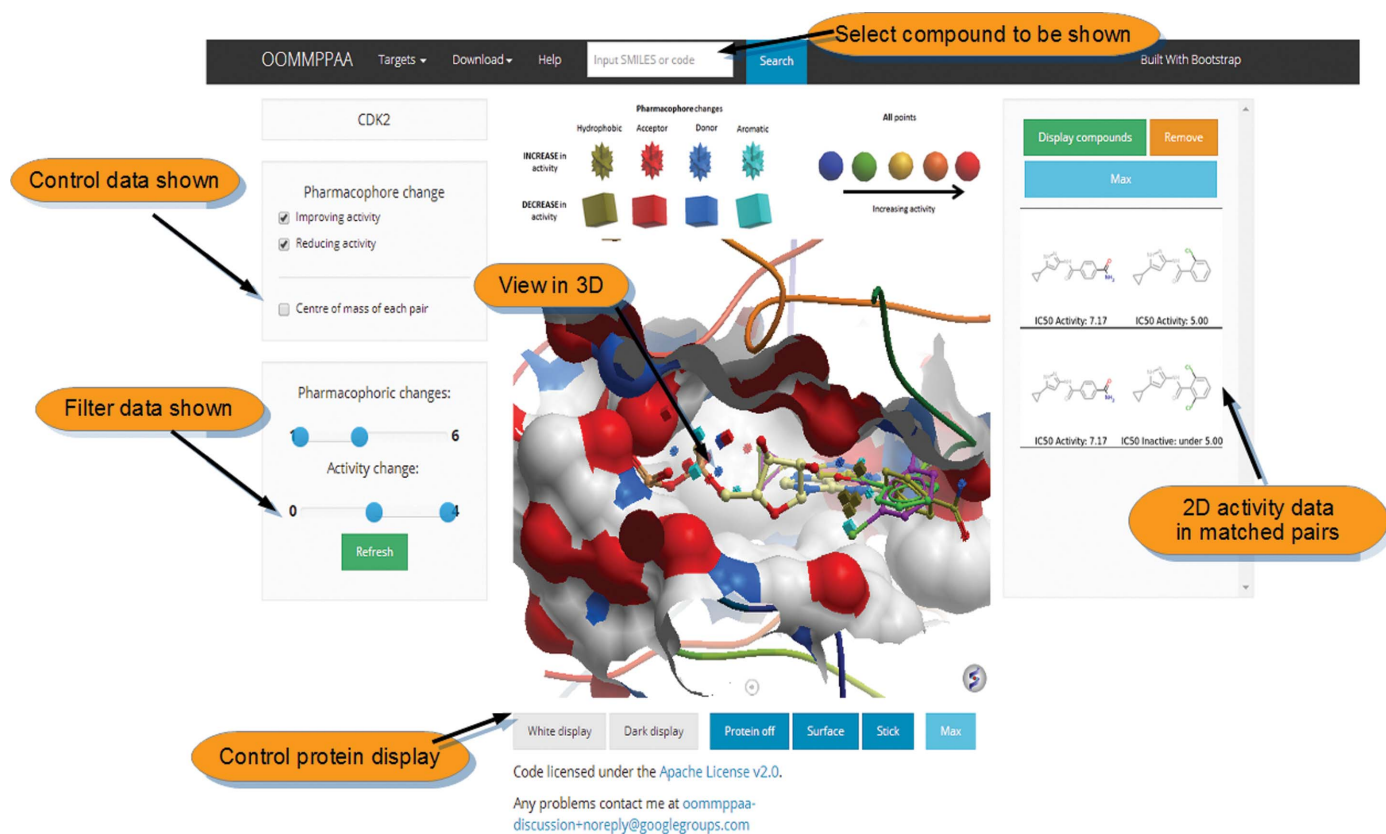 Select compound to be shown
OOMMPPAA Targets Download Help Input SMILES or code Search Built With Bootstrap
CDK2
Control data shown
Pharmacophore change
Improving activity
Reducing activity
Centre of mass of each pair
Filter data shown
Pharmacophoric changes:
1 6
Activity change:
0 4
Refresh
Pharmacophore changes
Hydrophobic Acceptor Donor Aromatic
INCREASE in
activity
DECREASE in
activity
All points
Increasing activity
View in 3D
Display compounds Remove
Max
IC50 Activity: 7.17 IC50 Activity: 5.00
IC50 Activity: 7.17 IC50 Inactive: under 5.00
2D activity data
in matched pairs
Control protein display
White display Dark display Protein off Surface Stick Max
Code licensed under the Apache License v2.0.
Any problems contact me at oommppaa-
discussion+noreply@googlegroups.com